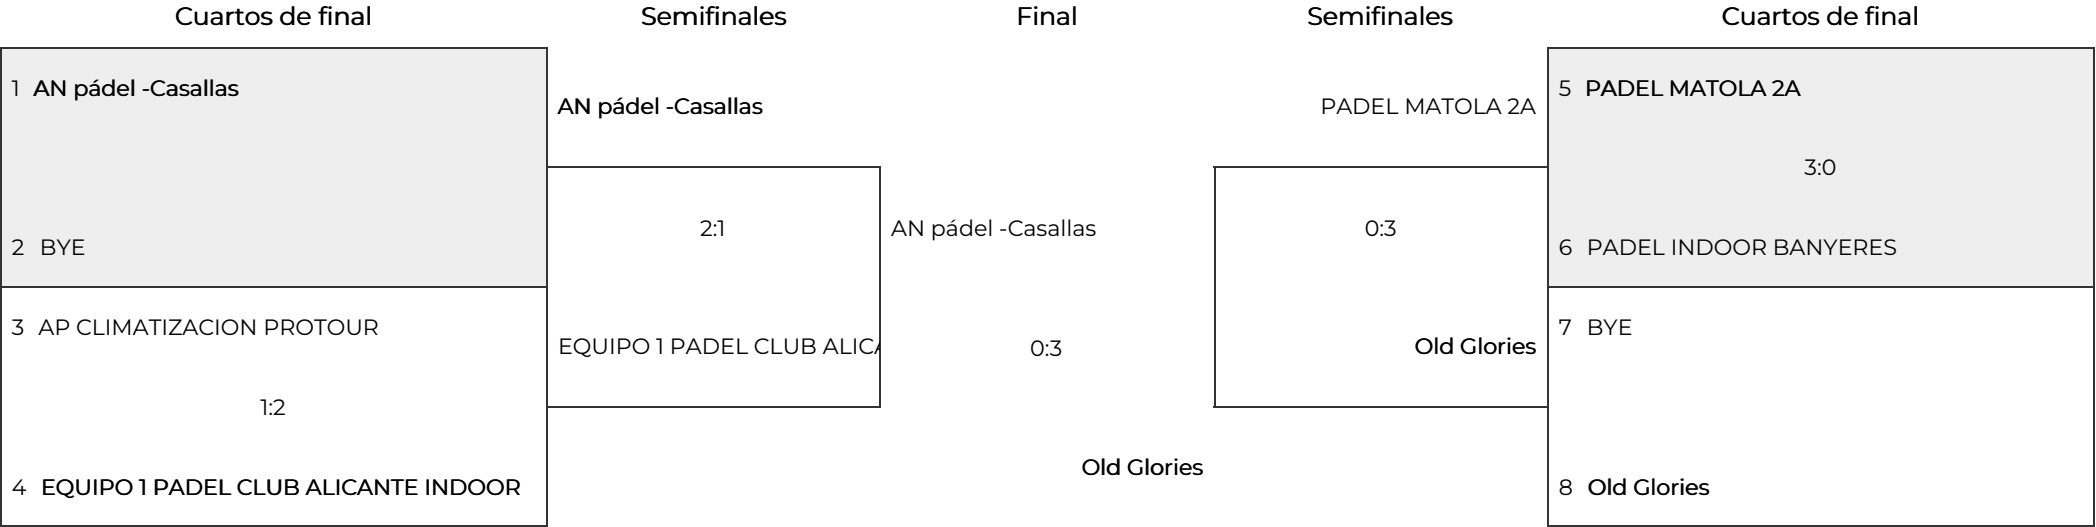 Cuartos de final
Semifinales
Final
Semifinales
Cuartos de final
1 AN pádel -Casallas
2 BYE
3 AP CLIMATIZACION PROTOUR
1:2
4 EQUIPO 1 PADEL CLUB ALICANTE INDOOR
AN pádel -Casallas
2:1
EQUIPO 1 PADEL CLUB ALICA
AN pádel -Casallas
0:3
Old Glories
PADEL MATOLA 2A
0:3
Old Glories
5 PADEL MATOLA 2A
3:0
6 PADEL INDOOR BANYERES
7 BYE
8 Old Glories